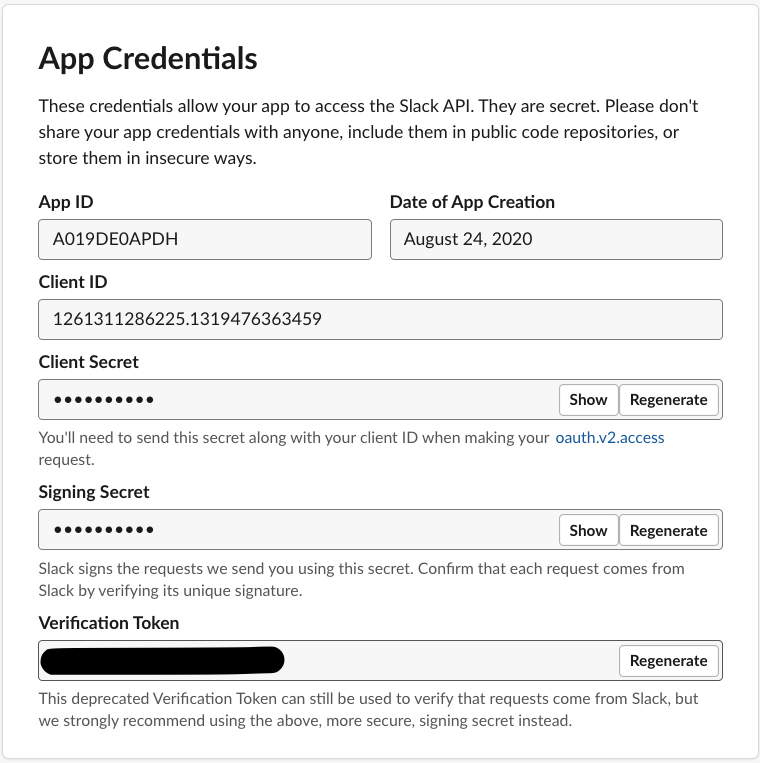 App Credentials
These credentials allow your app to access the Slack API. They are secret. Please don't
share your app credentials with anyone, include them in public code repositories, or
store them in insecure ways.
App ID
Date of App Creation
A019DE0APDH
August 24, 2020
Client ID
1261311286225.1319476363459
Client Secret
••••••••••
Show
Regenerate
You'll need to send this secret along with your client ID when making your oauth.v2.access
request.
Signing Secret
••••••••••
Show
Regenerate
Slack signs the requests we send you using this secret. Confirm that each request comes from
Slack by verifying its unique signature.
Verification Token
Regenerate
This deprecated Verification Token can still be used to verify that requests come from Slack, but
we strongly recommend using the above, more secure, signing secret instead.